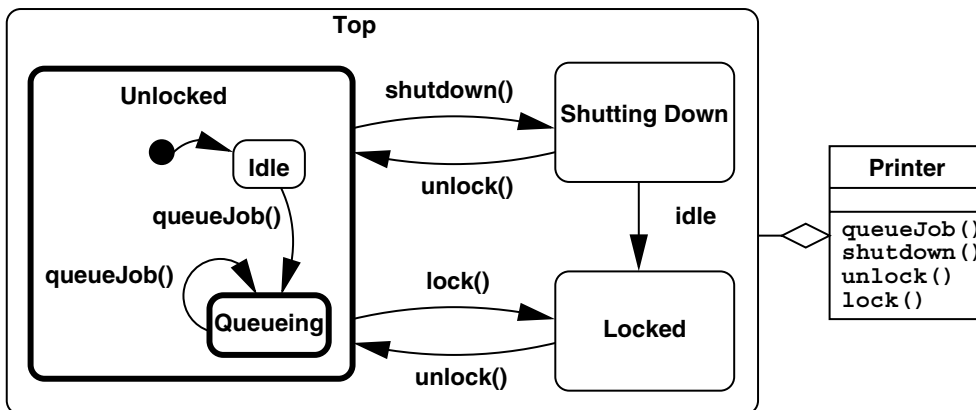 Top
Unlocked
shutdown()
Shutting Down
Idle
unlock()
Printer
queueJob()
idle
queueJob()
shutdown()
unlock()
lock()
queueJob()
lock()
Queueing
Locked
unlock()